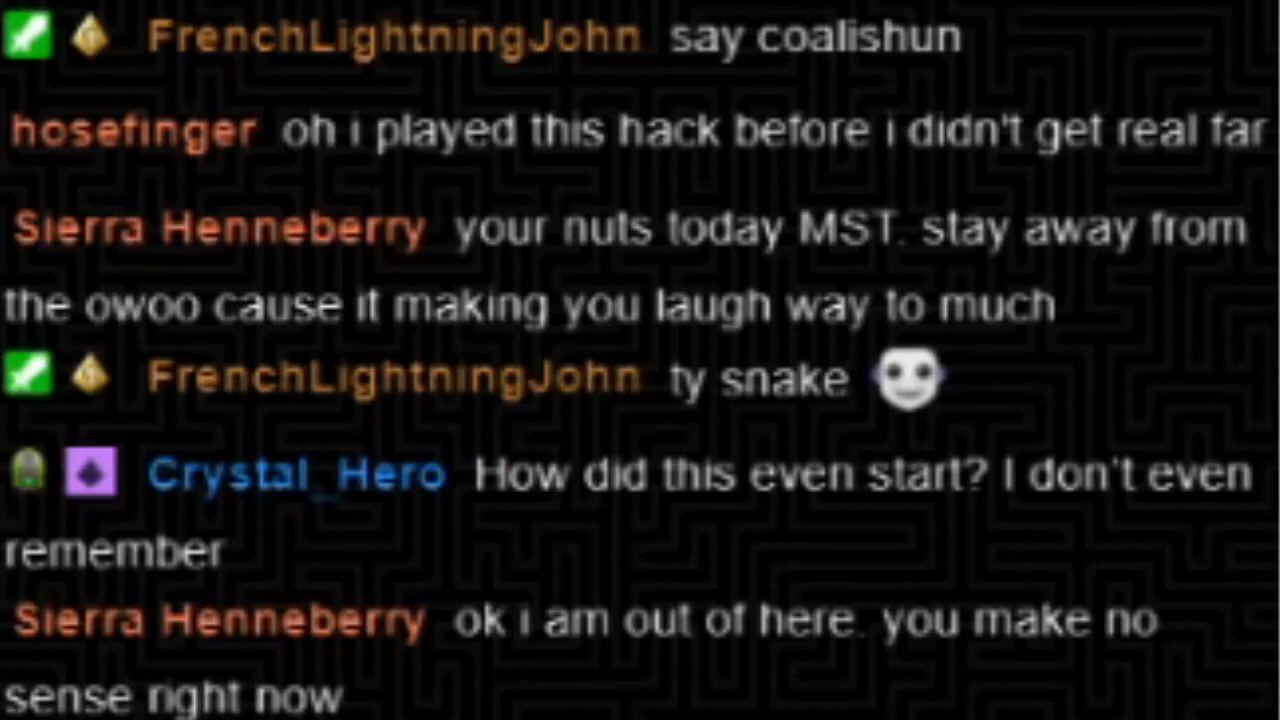 FrenchLightningJohn say coalishun
hosefinger oh i played this hack before i didn't get real far
Sierra Henneberry your nuts today MST. stay away from
the owoo cause it making you laugh way to much
FrenchLightningJohn ty snake
Crystal_Hero How did this even start? I don't even
remember
Sierra Henneberry ok i am out of here. you make no
sense right now